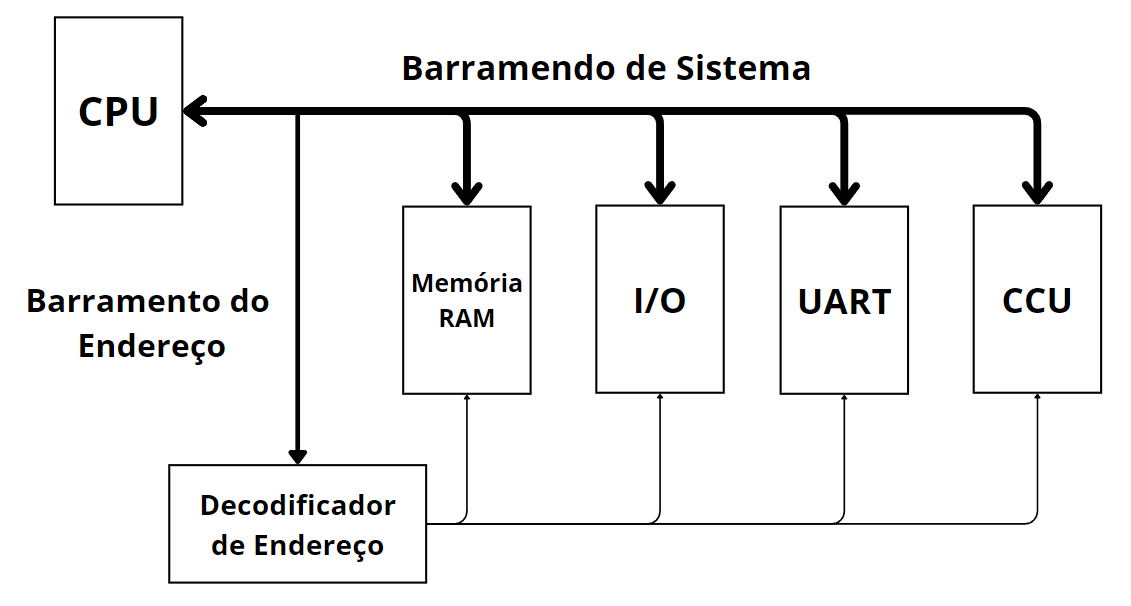 Barramendo de Sistema
CPU
Memória
RAM
I/O
UART
CCU
Barramento do
Endereço
Decodificador
de Endereço